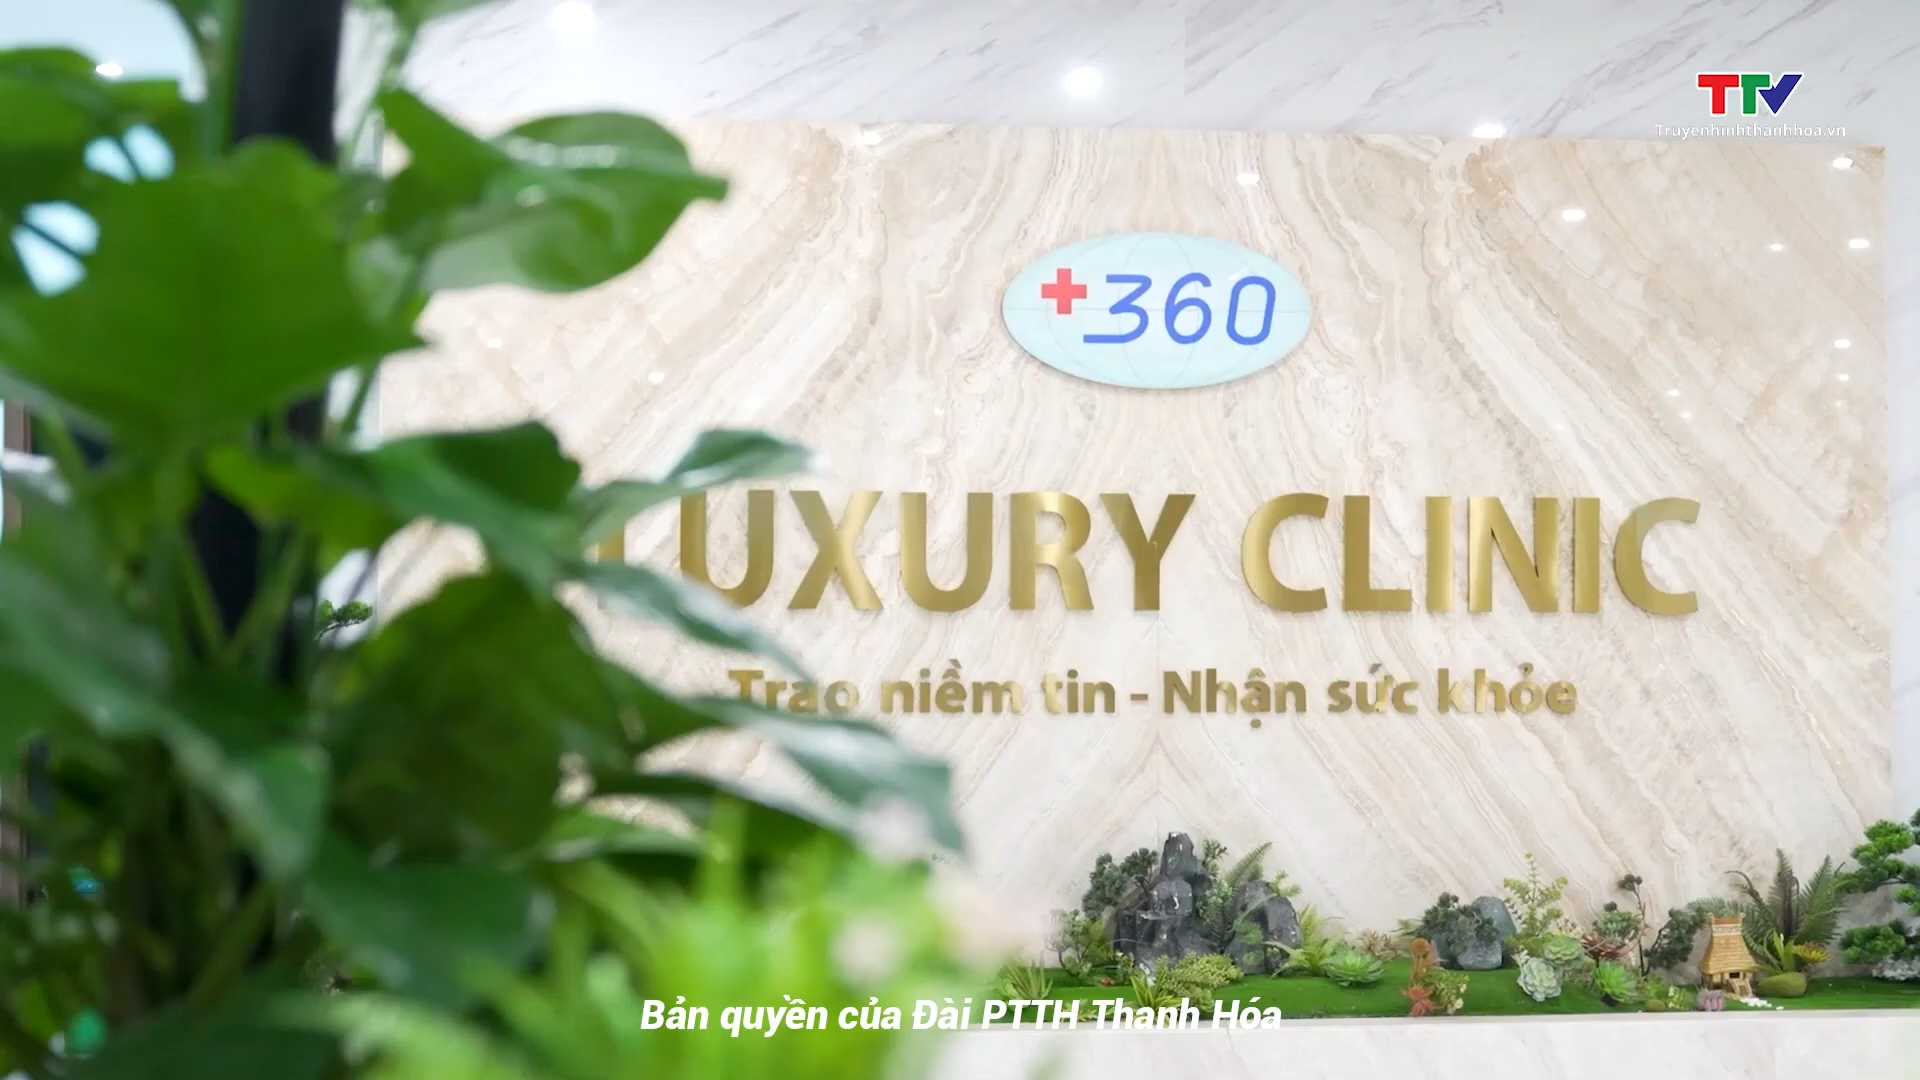 TTV
Truyenhinhthanhhoa.vn
+360
LUXURY CLINIC
Trao niềm tin - Nhận sức khỏe
Bản quyền của Đài PTTH Thanh Hóa